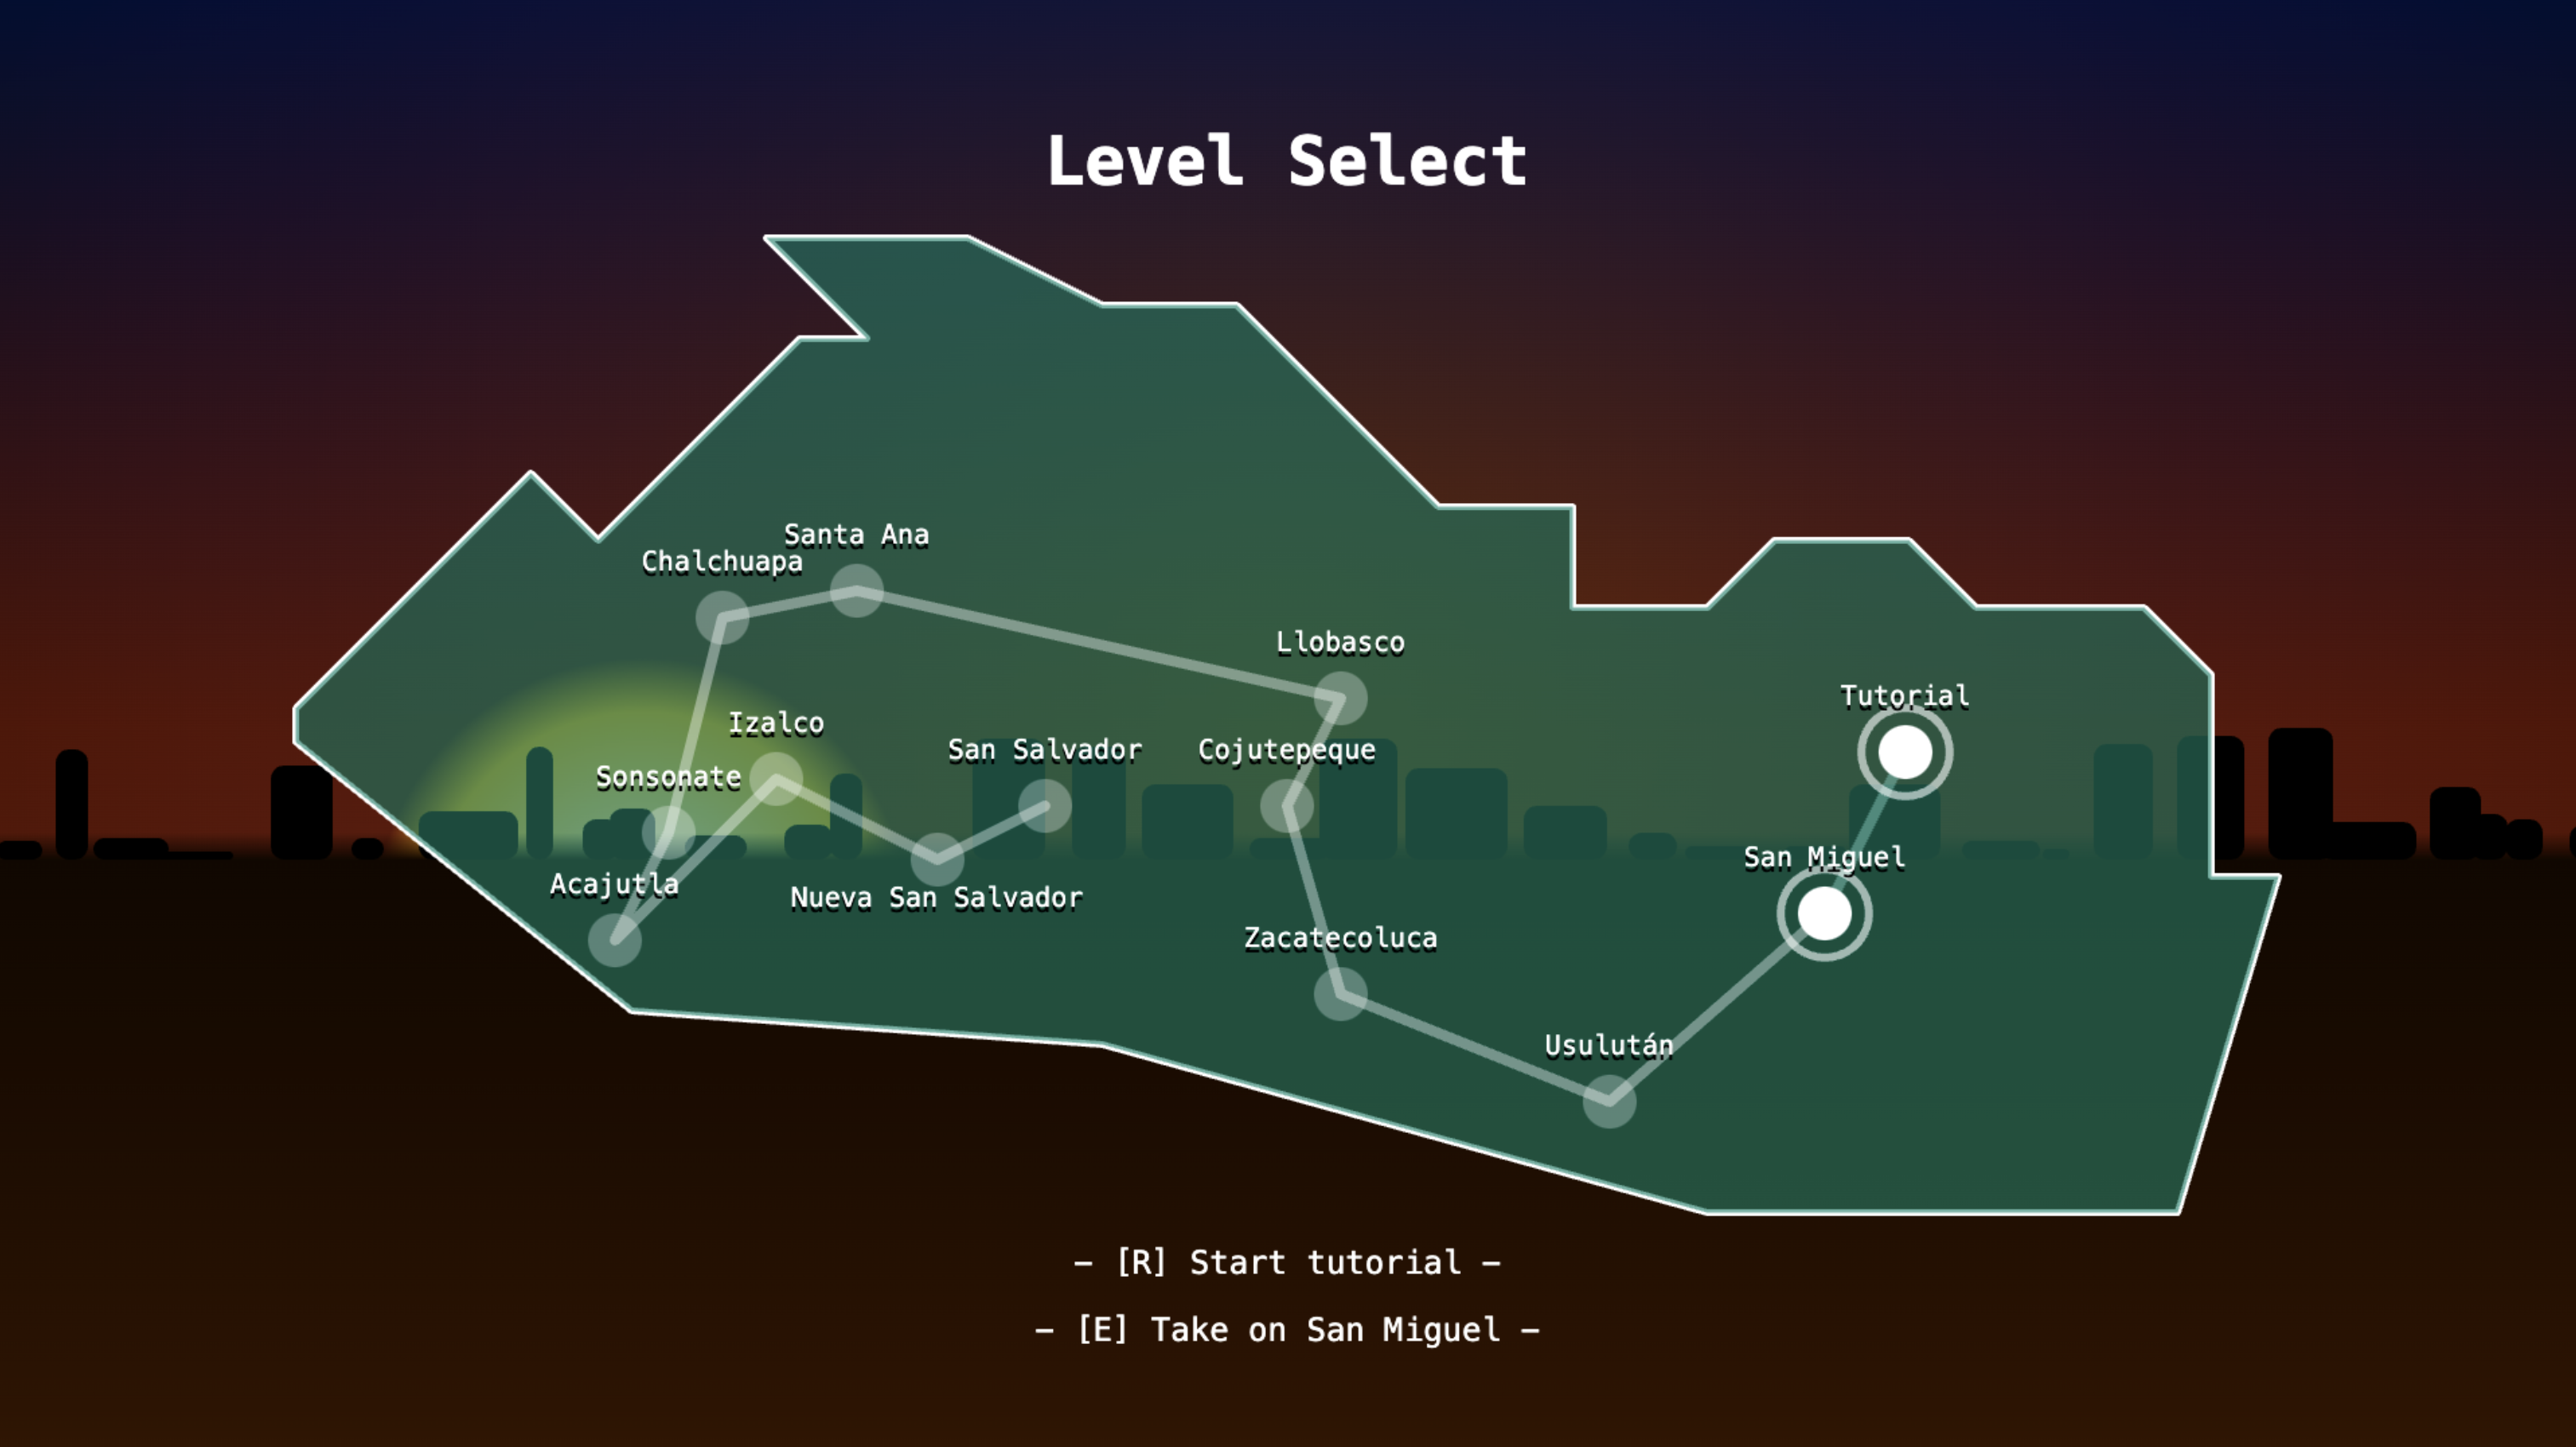 Level Select
Santa Ana
Chalchuapa
Llobasco
Tutorial
Izalco
San Salvador
Cojutepeque
Sonsonate
San Miguel
Acajutla
Nueva San Salvador
Zacatecoluca
Usulután
– [R] Start tutorial –
– [E] Take on San Miguel –